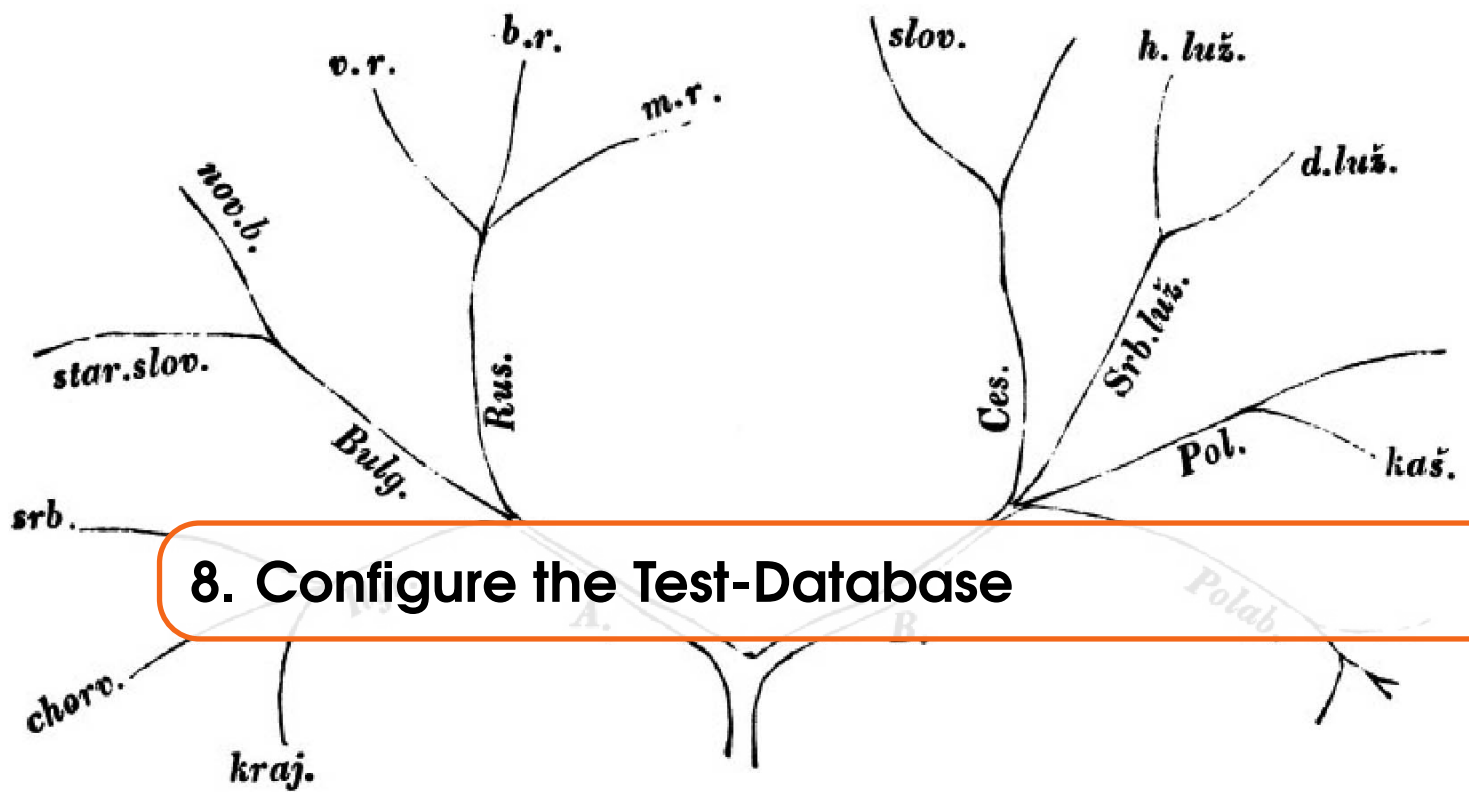 b.r.
slov.
h. luž.
v.r.
m.r.
d.luž.
nov.b.
star.slov.
Rus.
Ces.
Srb.luž.
Bulg.
Pol.
kaš.
srb.
8. Configure the Test-Database
A.
B.
Polab.
chorv.
kraj.